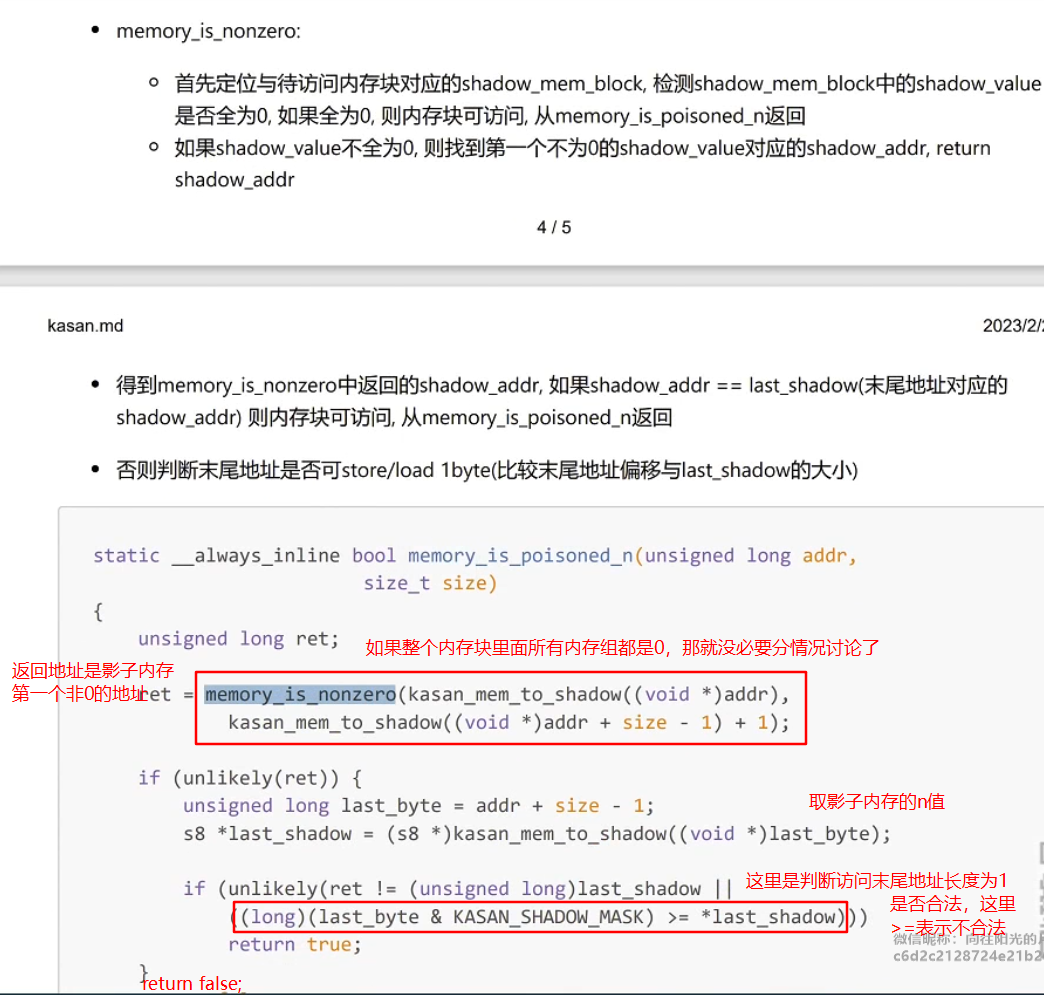 • memory_is_nonzero:
○ 首先定位与待访问内存块对应的shadow_mem_block, 检测shadow_mem_block中的shadow_value
是否全为0, 如果全为0, 则内存块可访问, 从memory_is_poisoned_n返回
○ 如果shadow_value不全为0, 则找到第一个不为0的shadow_value对应的shadow_addr, return
shadow_addr
4 / 5
kasan.md 2023/2/
• 得到memory_is_nonzero中返回的shadow_addr, 如果shadow_addr == last_shadow(末尾地址对应的
shadow_addr) 则内存块可访问, 从memory_is_poisoned_n返回
• 否则判断末尾地址是否可store/load 1byte(比较末尾地址偏移与last_shadow的大小)
static __always_inline bool memory_is_poisoned_n(unsigned long addr,
size_t size)
{
unsigned long ret;
如果整个内存块里面所有内存组都是0，那就没必要分情况讨论了
返回地址是影子内存
第一个非0的地址
ret = memory_is_nonzero(kasan_mem_to_shadow((void *)addr),
kasan_mem_to_shadow((void *)addr + size - 1) + 1);
if (unlikely(ret)) {
unsigned long last_byte = addr + size - 1;
取影子内存的n值
s8 *last_shadow = (s8 *)kasan_mem_to_shadow((void *)last_byte);
if (unlikely(ret != (unsigned long)last_shadow ||
这里是判断访问末尾地址长度为1
是否合法，这里
>=表示不合法
((long)(last_byte & KASAN_SHADOW_MASK) >= *last_shadow)))
return true;
}
return false;
微信昵称：向往阳光的
c6d2c2128724e21b2